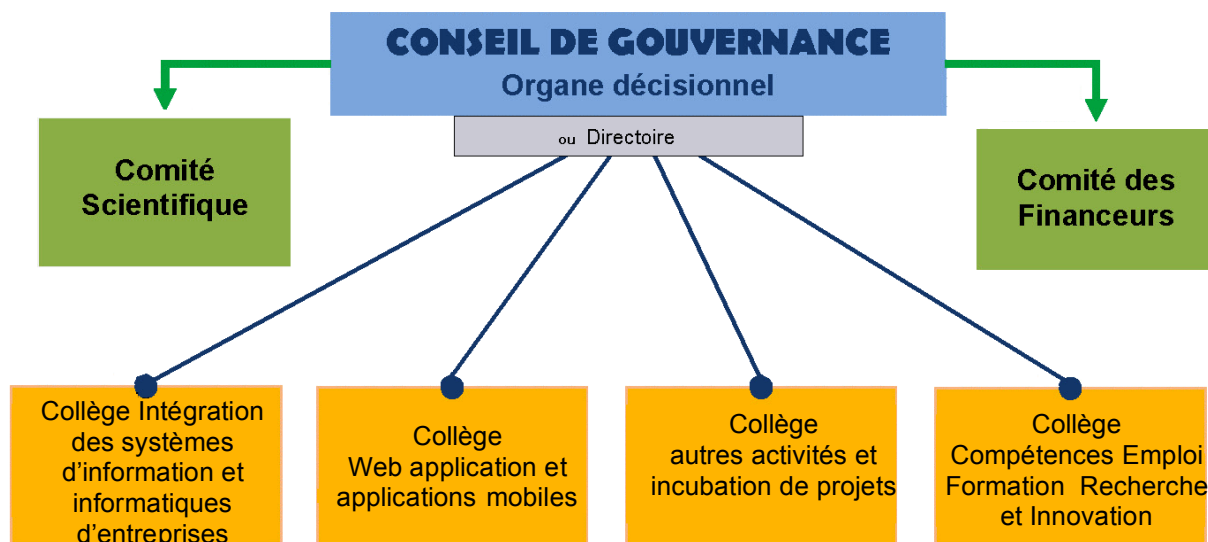 CONSEIL DE GOUVERNANCE
Organe décisionnel
ou Directoire
Comité
Scientifique
Comité des
Financeurs
Collège Intégration
des systèmes
d’information et
informatiques
d’entreprises
Collège
Web application et
applications mobiles
Collège
autres activités et
incubation de projets
Collège
Compétences Emploi
Formation Recherche
et Innovation